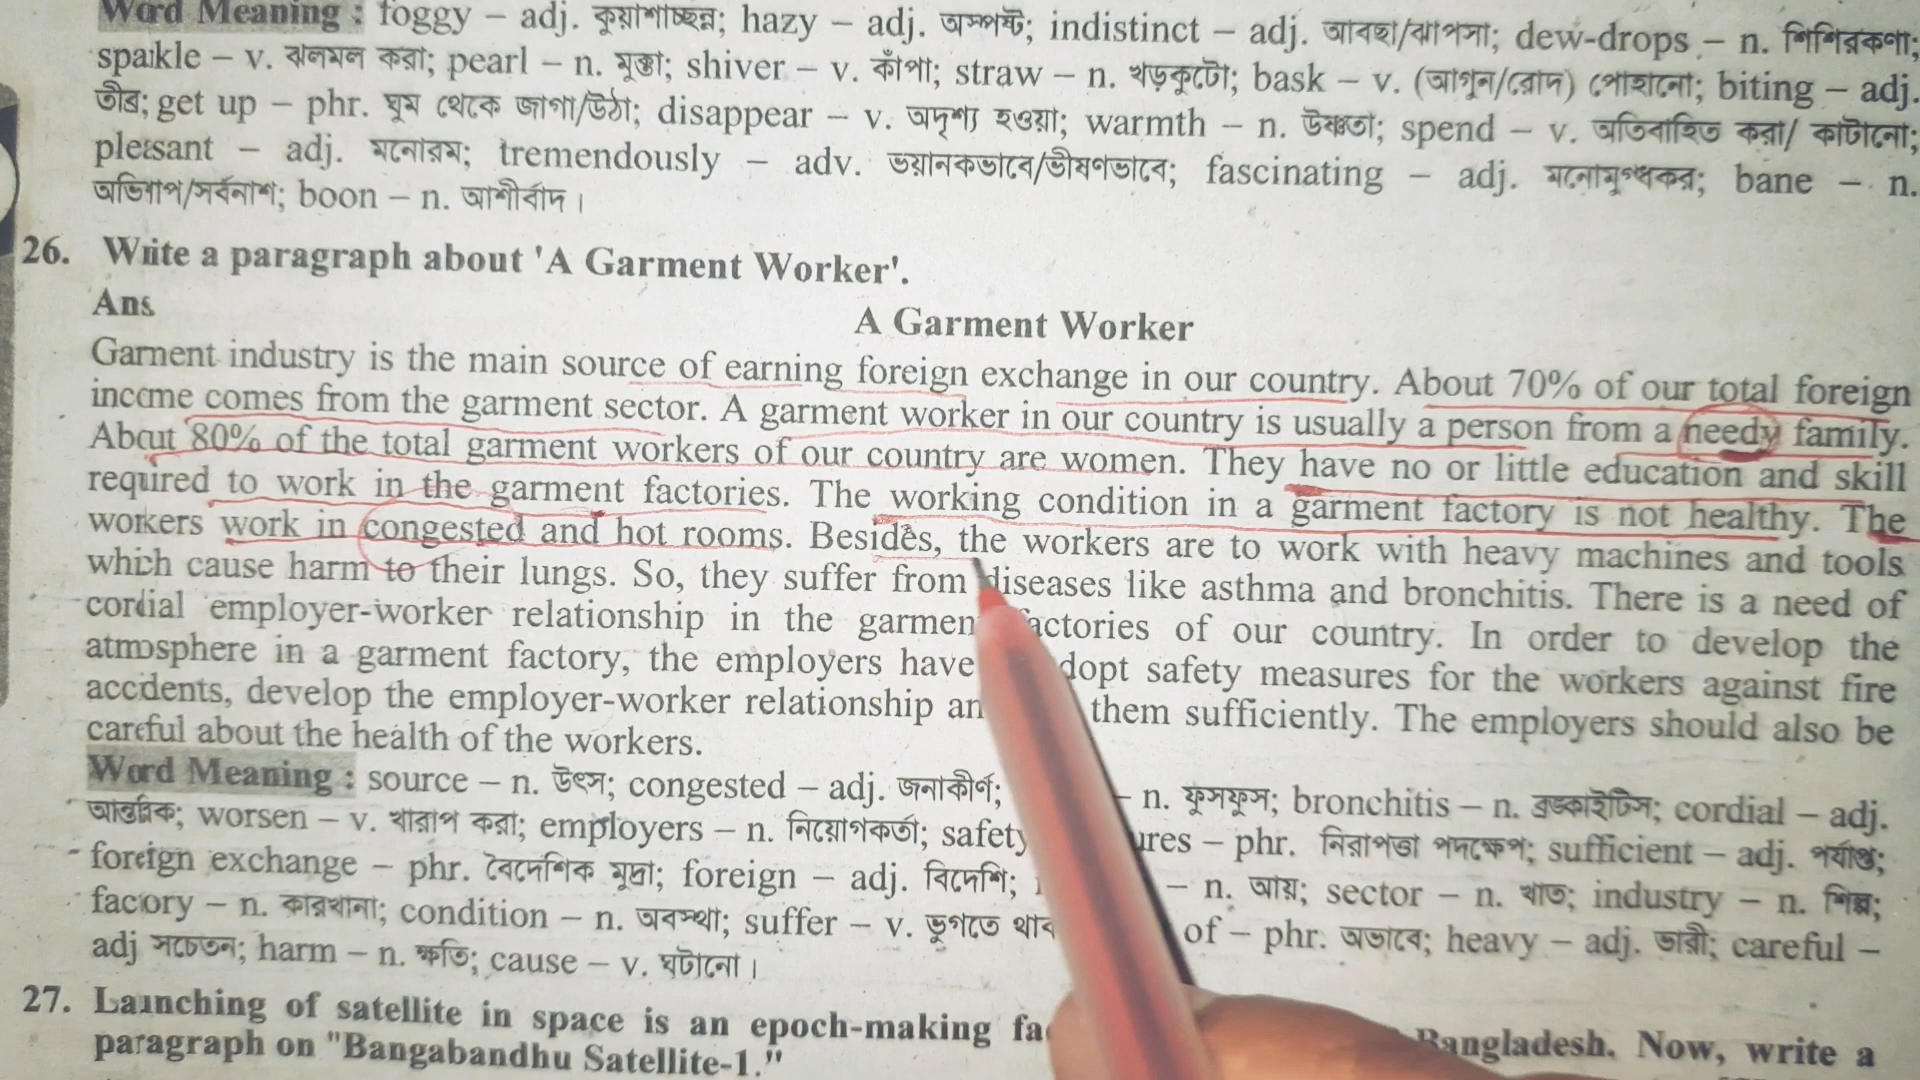 Word Meaning : foggy – adj. কুয়াশাচ্ছন্ন; hazy – adj. অস্পষ্ট; indistinct – adj. আবছা/ঝাপসা; dew-drops – n. শিশিরকণা;
sparkle – v. ঝলমল করা; pearl – n. মুক্তা; shiver – v. কাঁপা; straw – n. খড়কুটো; bask – v. (আগুন/রোদ) পোহানো; biting – adj.
তীব্র; get up – phr. ঘুম থেকে জাগা/উঠা; disappear – v. অদৃশ্য হওয়া; warmth – n. উষ্ণতা; spend – v. অতিবাহিত করা/ কাটানো;
pleasant – adj. মনোরম; tremendously – adv. ভয়ানকভাবে/ভীষণভাবে; fascinating – adj. মনোমুগ্ধকর; bane – n.
অভিশাপ/সর্বনাশ; boon – n. আশীর্বাদ।
26. Write a paragraph about 'A Garment Worker'.
Ans
A Garment Worker
Garment industry is the main source of earning foreign exchange in our country. About 70% of our total foreign
income comes from the garment sector. A garment worker in our country is usually a person from a needy family.
About 80% of the total garment workers of our country are women. They have no or little education and skill
required to work in the garment factories. The working condition in a garment factory is not healthy. The
workers work in congested and hot rooms. Besides, the workers are to work with heavy machines and tools
which cause harm to their lungs. So, they suffer from diseases like asthma and bronchitis. There is a need of
cordial employer-worker relationship in the garmen actories of our country. In order to develop the
atmosphere in a garment factory, the employers have dopt safety measures for the workers against fire
accidents, develop the employer-worker relationship an them sufficiently. The employers should also be
careful about the health of the workers.
Word Meaning : source – n. উৎস; congested – adj. জনাকীর্ণ; – n. ফুসফুস; bronchitis – n. ব্রঙ্কাইটিস; cordial – adj.
আন্তরিক; worsen – v. খারাপ করা; employers – n. নিয়োগকর্তা; safety ures – phr. নিরাপত্তা পদক্ষেপ; sufficient – adj. পর্যাপ্ত;
foreign exchange – phr. বৈদেশিক মুদ্রা; foreign – adj. বিদেশি; – n. আয়; sector – n. খাত; industry – n. শিল্প;
factory – n. কারখানা; condition – n. অবস্থা; suffer – v. ভুগতে থাক of – phr. অভাবে; heavy – adj. ভারী; careful –
adj সচেতন; harm – n. ক্ষতি; cause – v. ঘটানো।
27. Launching of satellite in space is an epoch-making fa Bangladesh. Now, write a
paragraph on "Bangabandhu Satellite-1."